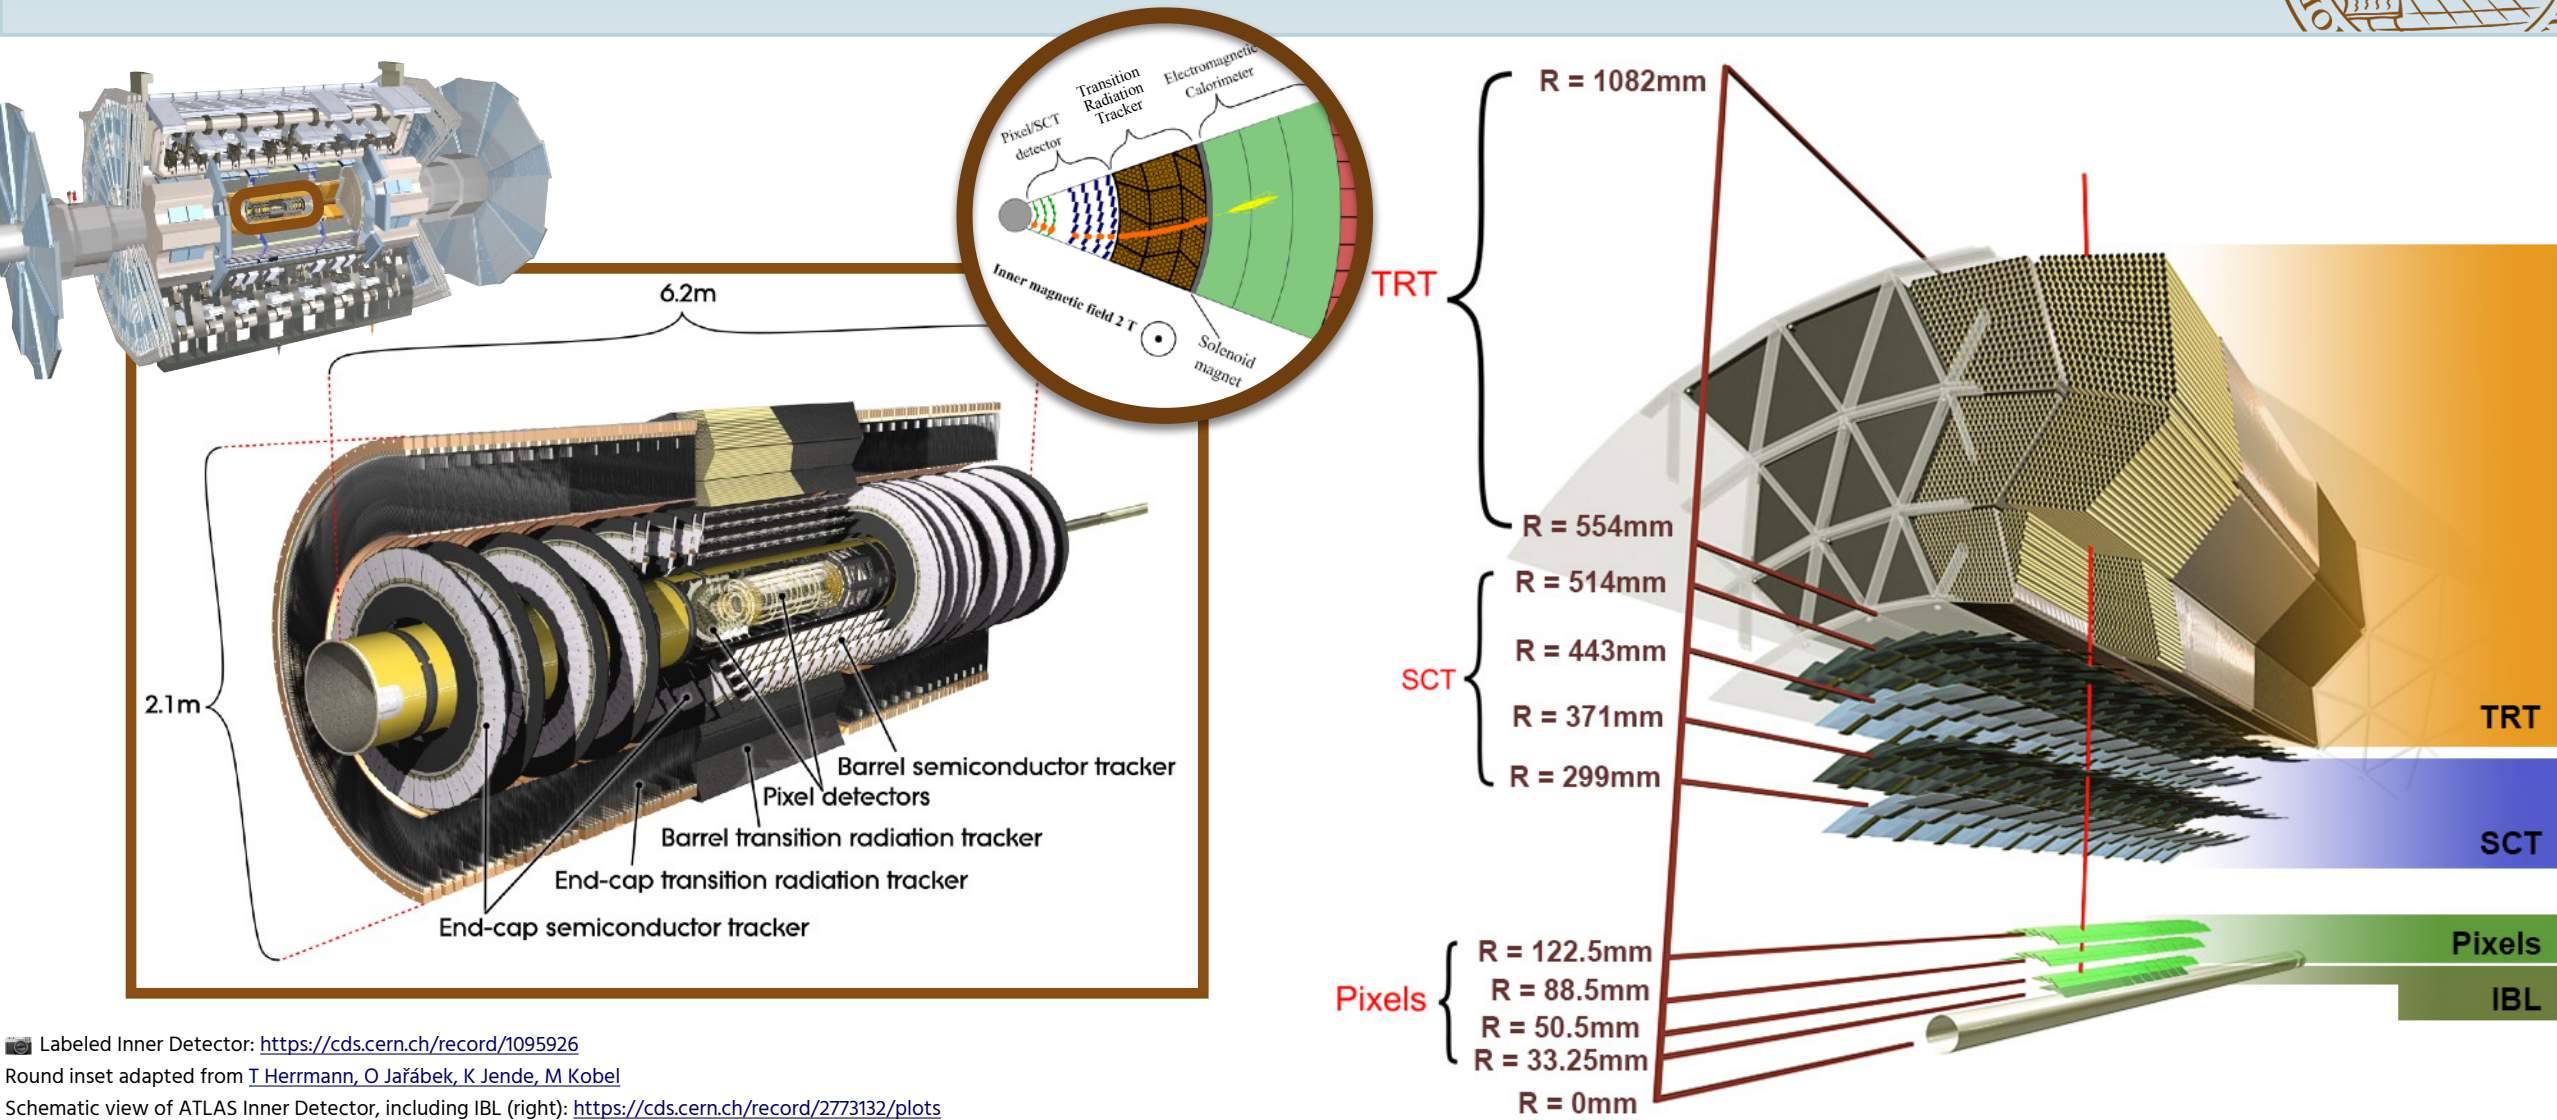 Pixel/SCT
detector
Transition
Radiation
Tracker
Electromagnetic
Calorimeter
Inner magnetic field 2 T
Solenoid
magnet
6.2m
2.1m
Barrel semiconductor tracker
Pixel detectors
Barrel transition radiation tracker
End-cap transition radiation tracker
End-cap semiconductor tracker
TRT
R = 1082mm
R = 554mm
SCT
R = 514mm
R = 443mm
R = 371mm
R = 299mm
Pixels
R = 122.5mm
R = 88.5mm
R = 50.5mm
R = 33.25mm
R = 0mm
TRT
SCT
Pixels
IBL
Labeled Inner Detector: https://cds.cern.ch/record/1095926
Round inset adapted from T Herrmann, O Jařábek, K Jende, M Kobel
Schematic view of ATLAS Inner Detector, including IBL (right): https://cds.cern.ch/record/2773132/plots